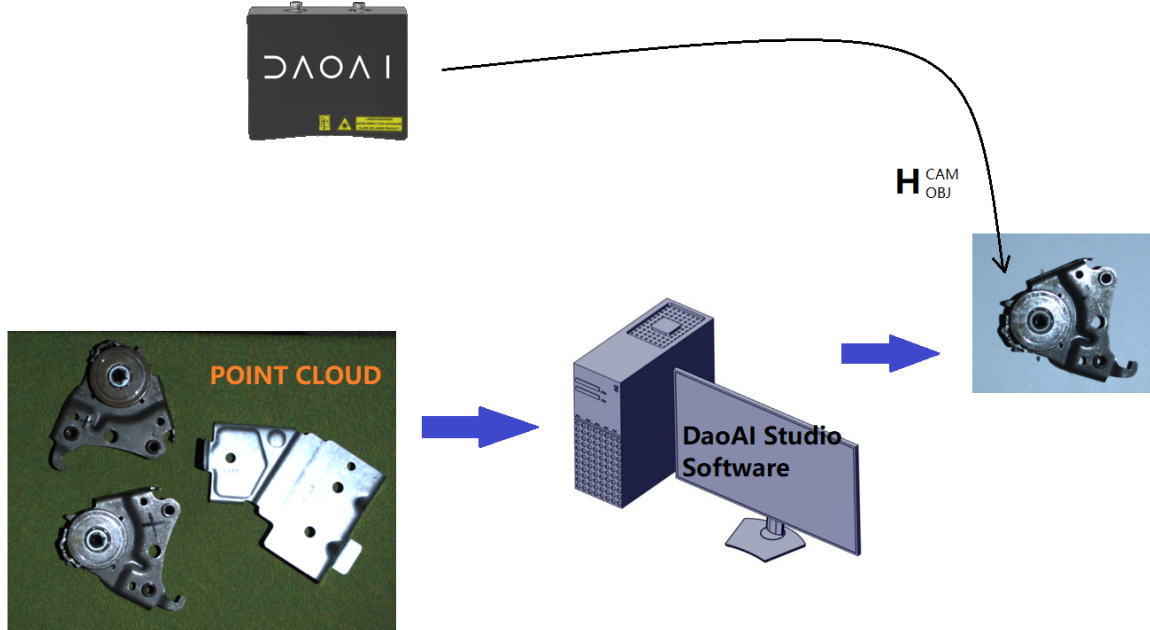 DAOAI
H CAM
OBJ
POINT CLOUD
DaoAI Studio
Software